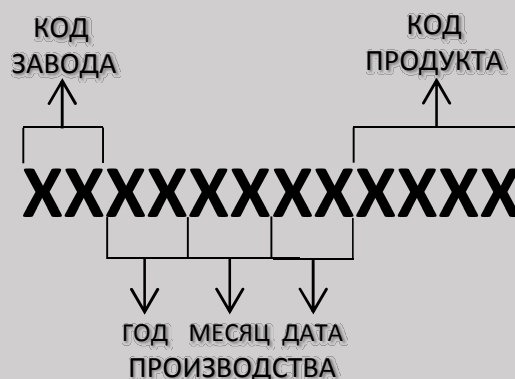 КОД
ЗАВОДА
КОД
ПРОДУКТА
XXXXXXXXXXXX
ГОД МЕСЯЦ ДАТА
ПРОИЗВОДСТВА